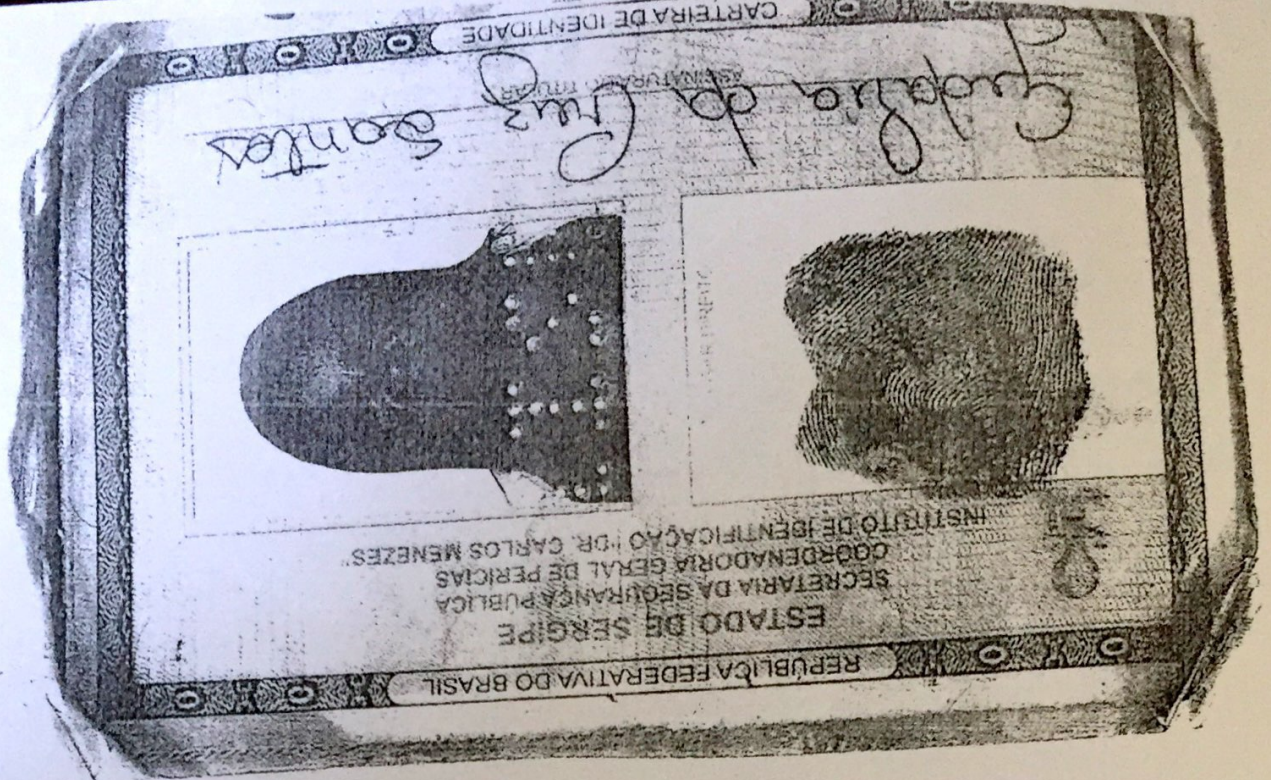 REPÚBLICA FEDERATIVA DO BRASIL
ESTADO DE SERGIPE
SECRETARIA DA SEGURANÇA PÚBLICA
COORDENADORIA GERAL DE PERÍCIAS
INSTITUTO DE IDENTIFICAÇÃO "DR. CARLOS MENEZES"
da Cruz Santos
ASSINATURA DO TITULAR
CARTEIRA DE IDENTIDADE